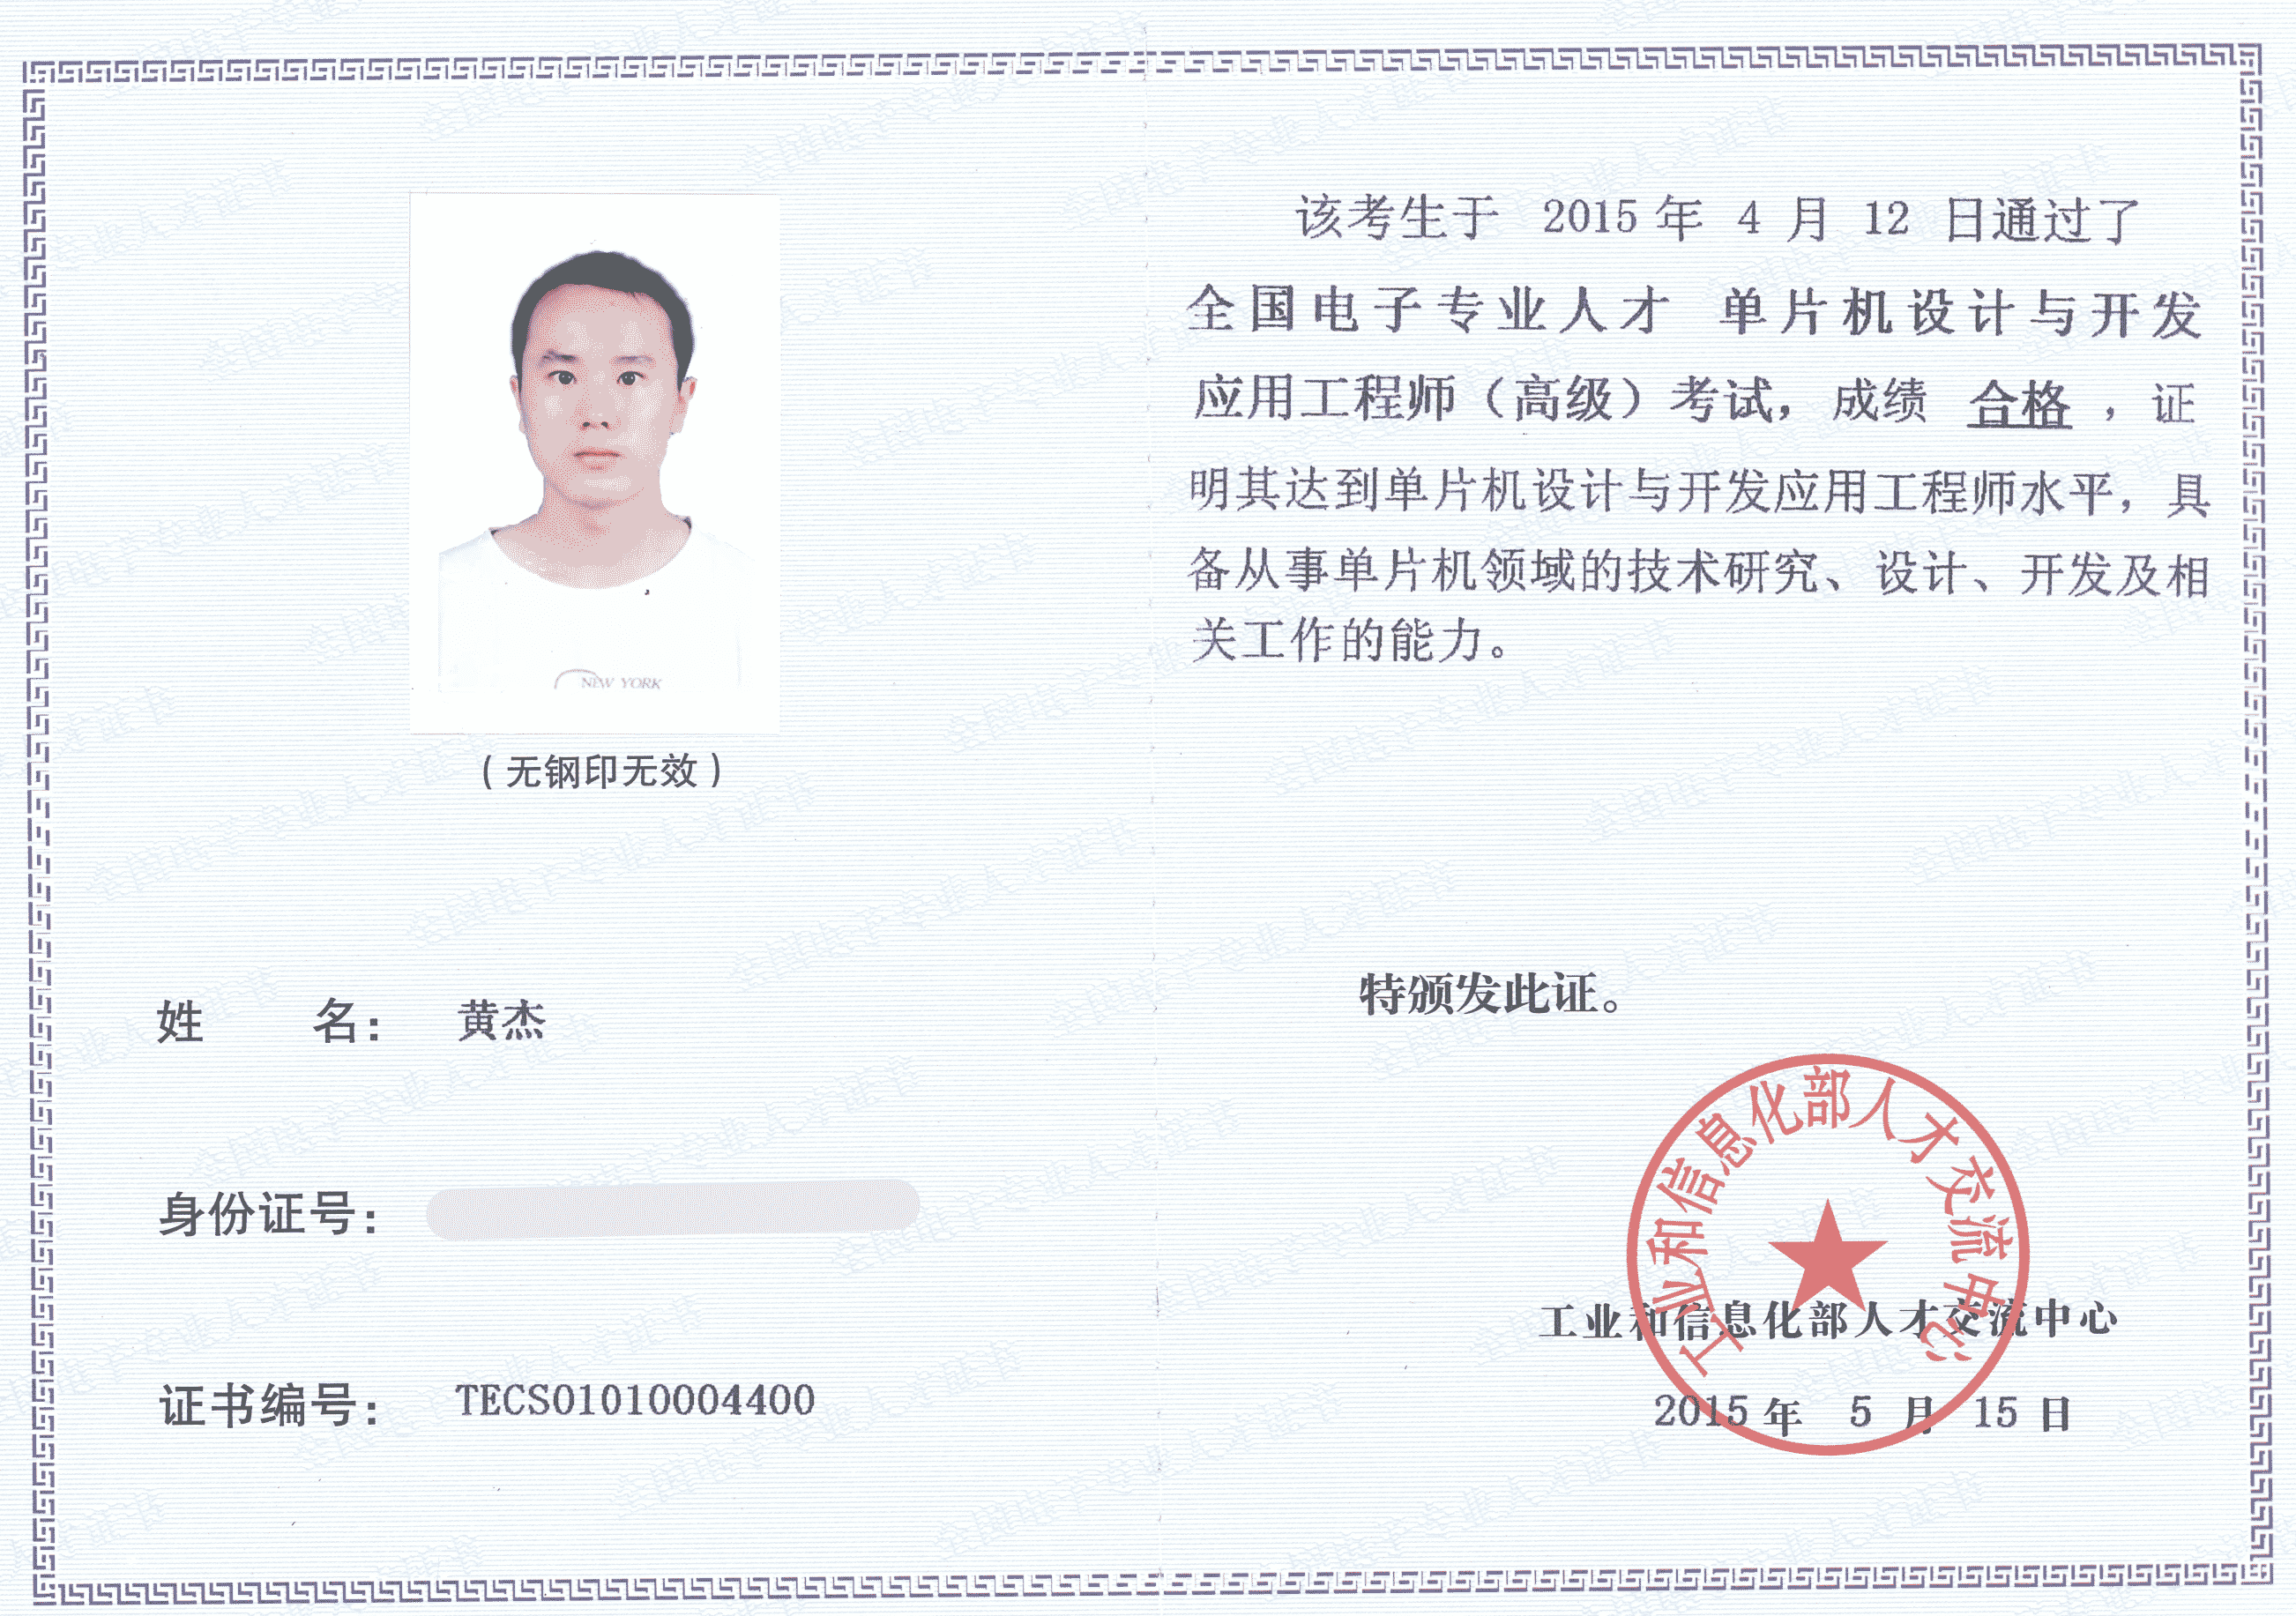 NEW YORK
（无钢印无效）
姓 名： 黄杰
身份证号：
证书编号： TECS01010004400
该考生于 2015 年 4 月 12 日通过了
全国电子专业人才 单片机设计与开发
应用工程师（高级）考试，成绩 合格 ，证
明其达到单片机设计与开发应用工程师水平，具
备从事单片机领域的技术研究、设计、开发及相
关工作的能力。
特颁发此证。
工业和信息化部人才交流中心
工业和信息化部人才交流中心
2015 年 5 月 15 日